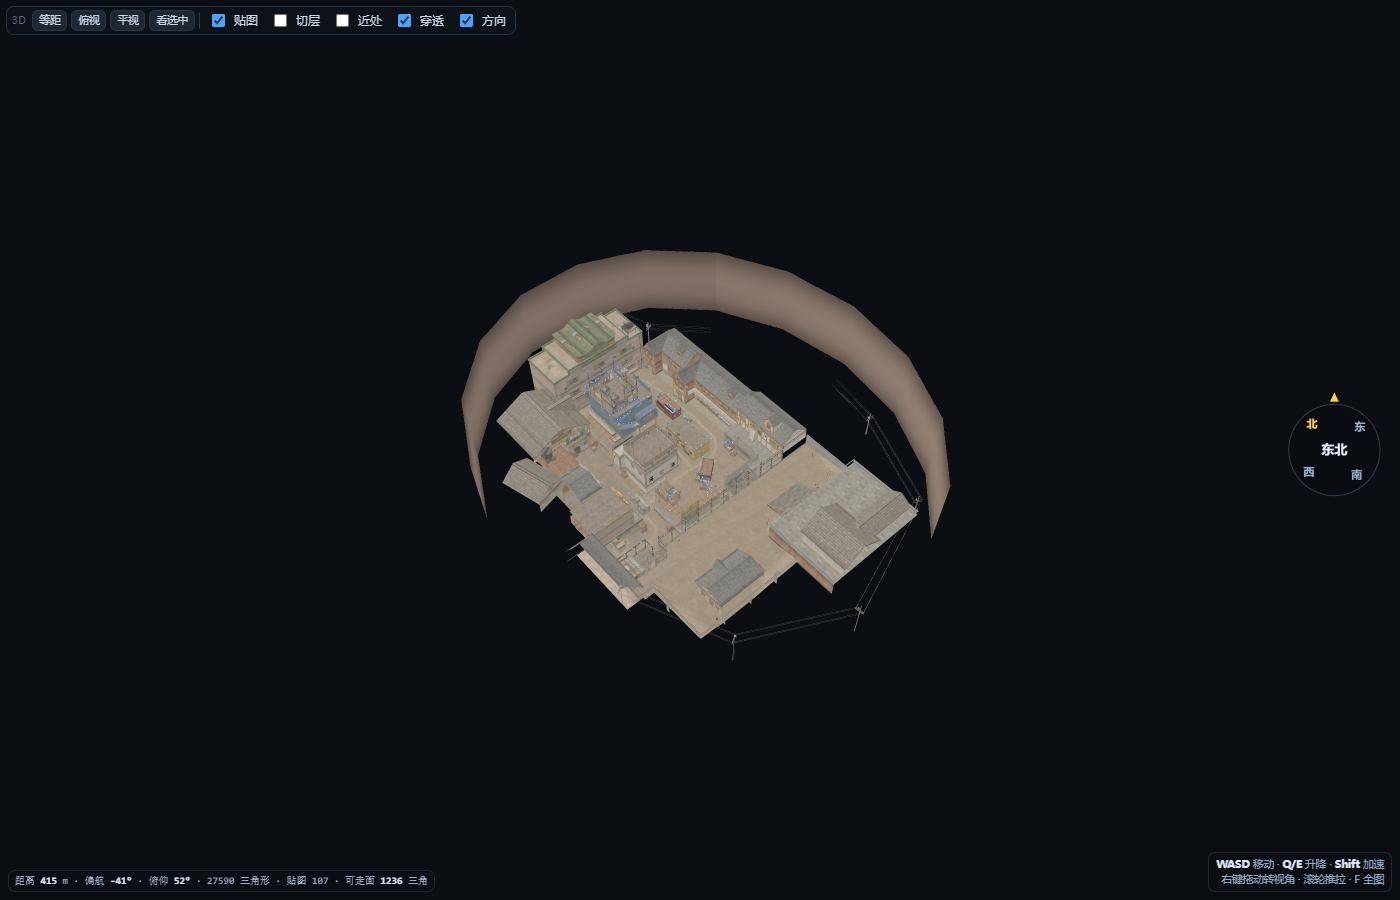 3D 等距 俯视 平视 看选中 贴图 切层 近处 穿透 方向
北 东
东北
西 南
距离 415 m · 偏航 -41° · 俯仰 52° · 27590 三角形 · 贴图 107 · 可走面 1236 三角
WASD 移动 · Q/E 升降 · Shift 加速
右键拖动转视角 · 滚轮推拉 · F 全图